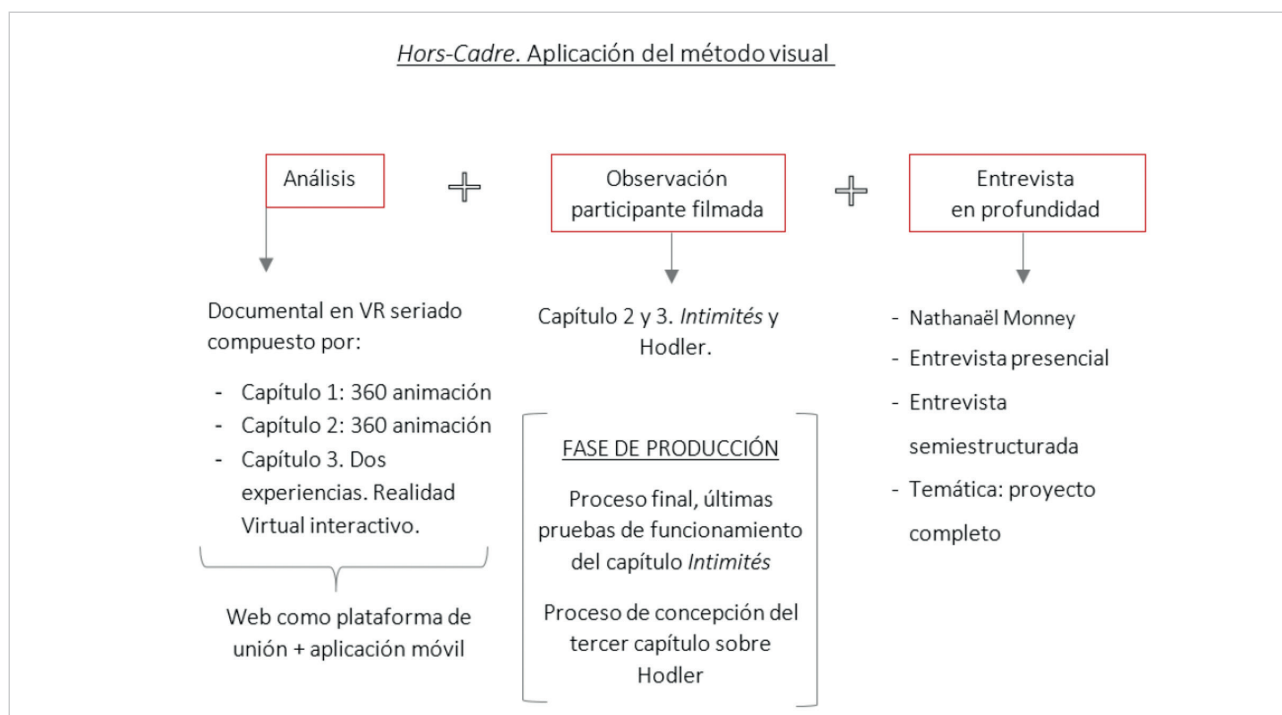 Hors-Cadre. Aplicación del método visual
Análisis
Documental en VR seriado
compuesto por:
- Capítulo 1: 360 animación
- Capítulo 2: 360 animación
- Capítulo 3. Dos
experiencias. Realidad
Virtual interactivo.
Web como plataforma de
unión + aplicación móvil
+
Observación
participante filmada
Capítulo 2 y 3. Intimités y
Hodler.
FASE DE PRODUCCIÓN
Proceso final, últimas
pruebas de funcionamiento
del capítulo Intimités
Proceso de concepción del
tercer capítulo sobre
Hodler
+
Entrevista
en profundidad
- Nathanaël Monney
- Entrevista presencial
- Entrevista
semiestructurada
- Temática: proyecto
completo